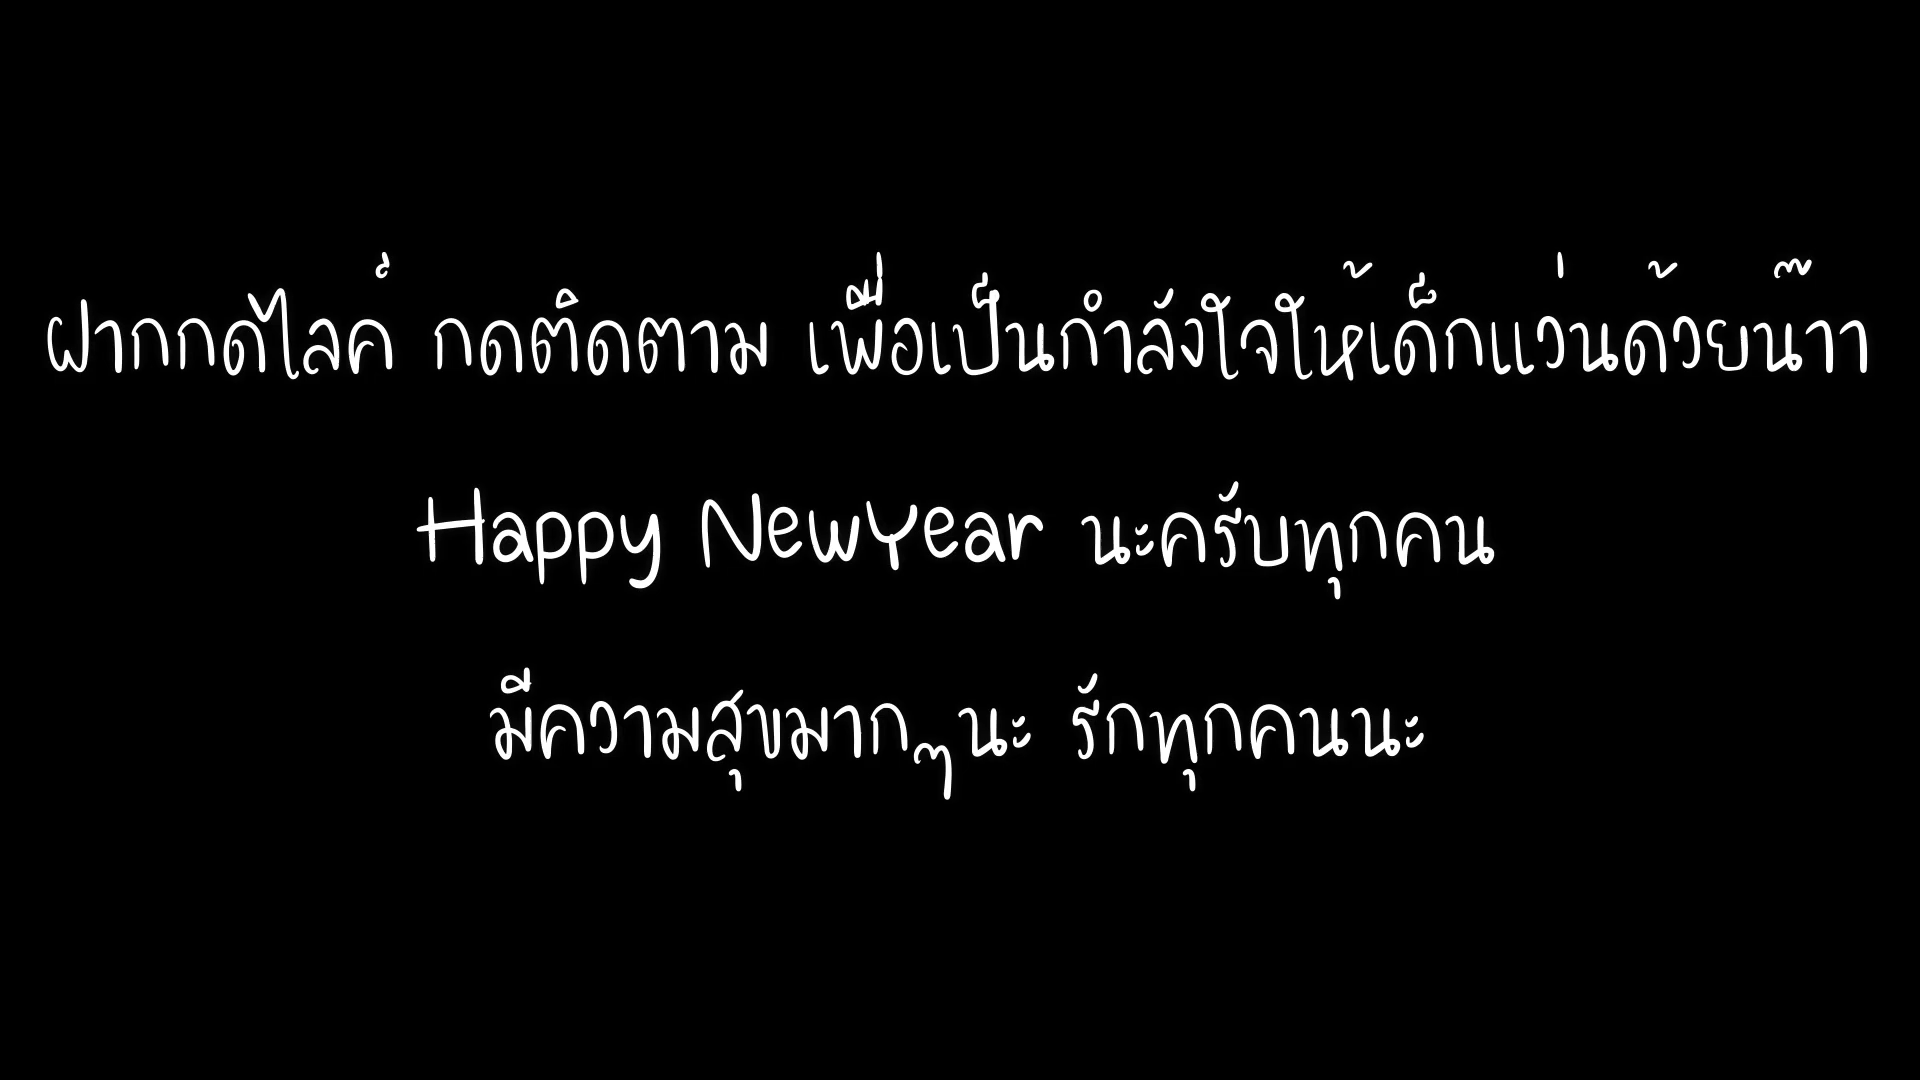 ฝากกดไลค์ กดติดตาม เพื่อเป็นกำลังใจให้เด็กแว่นด้วยน๊าา
Happy NewYear นะครับทุกคน
มีความสุขมากๆนะ รักทุกคนนะ